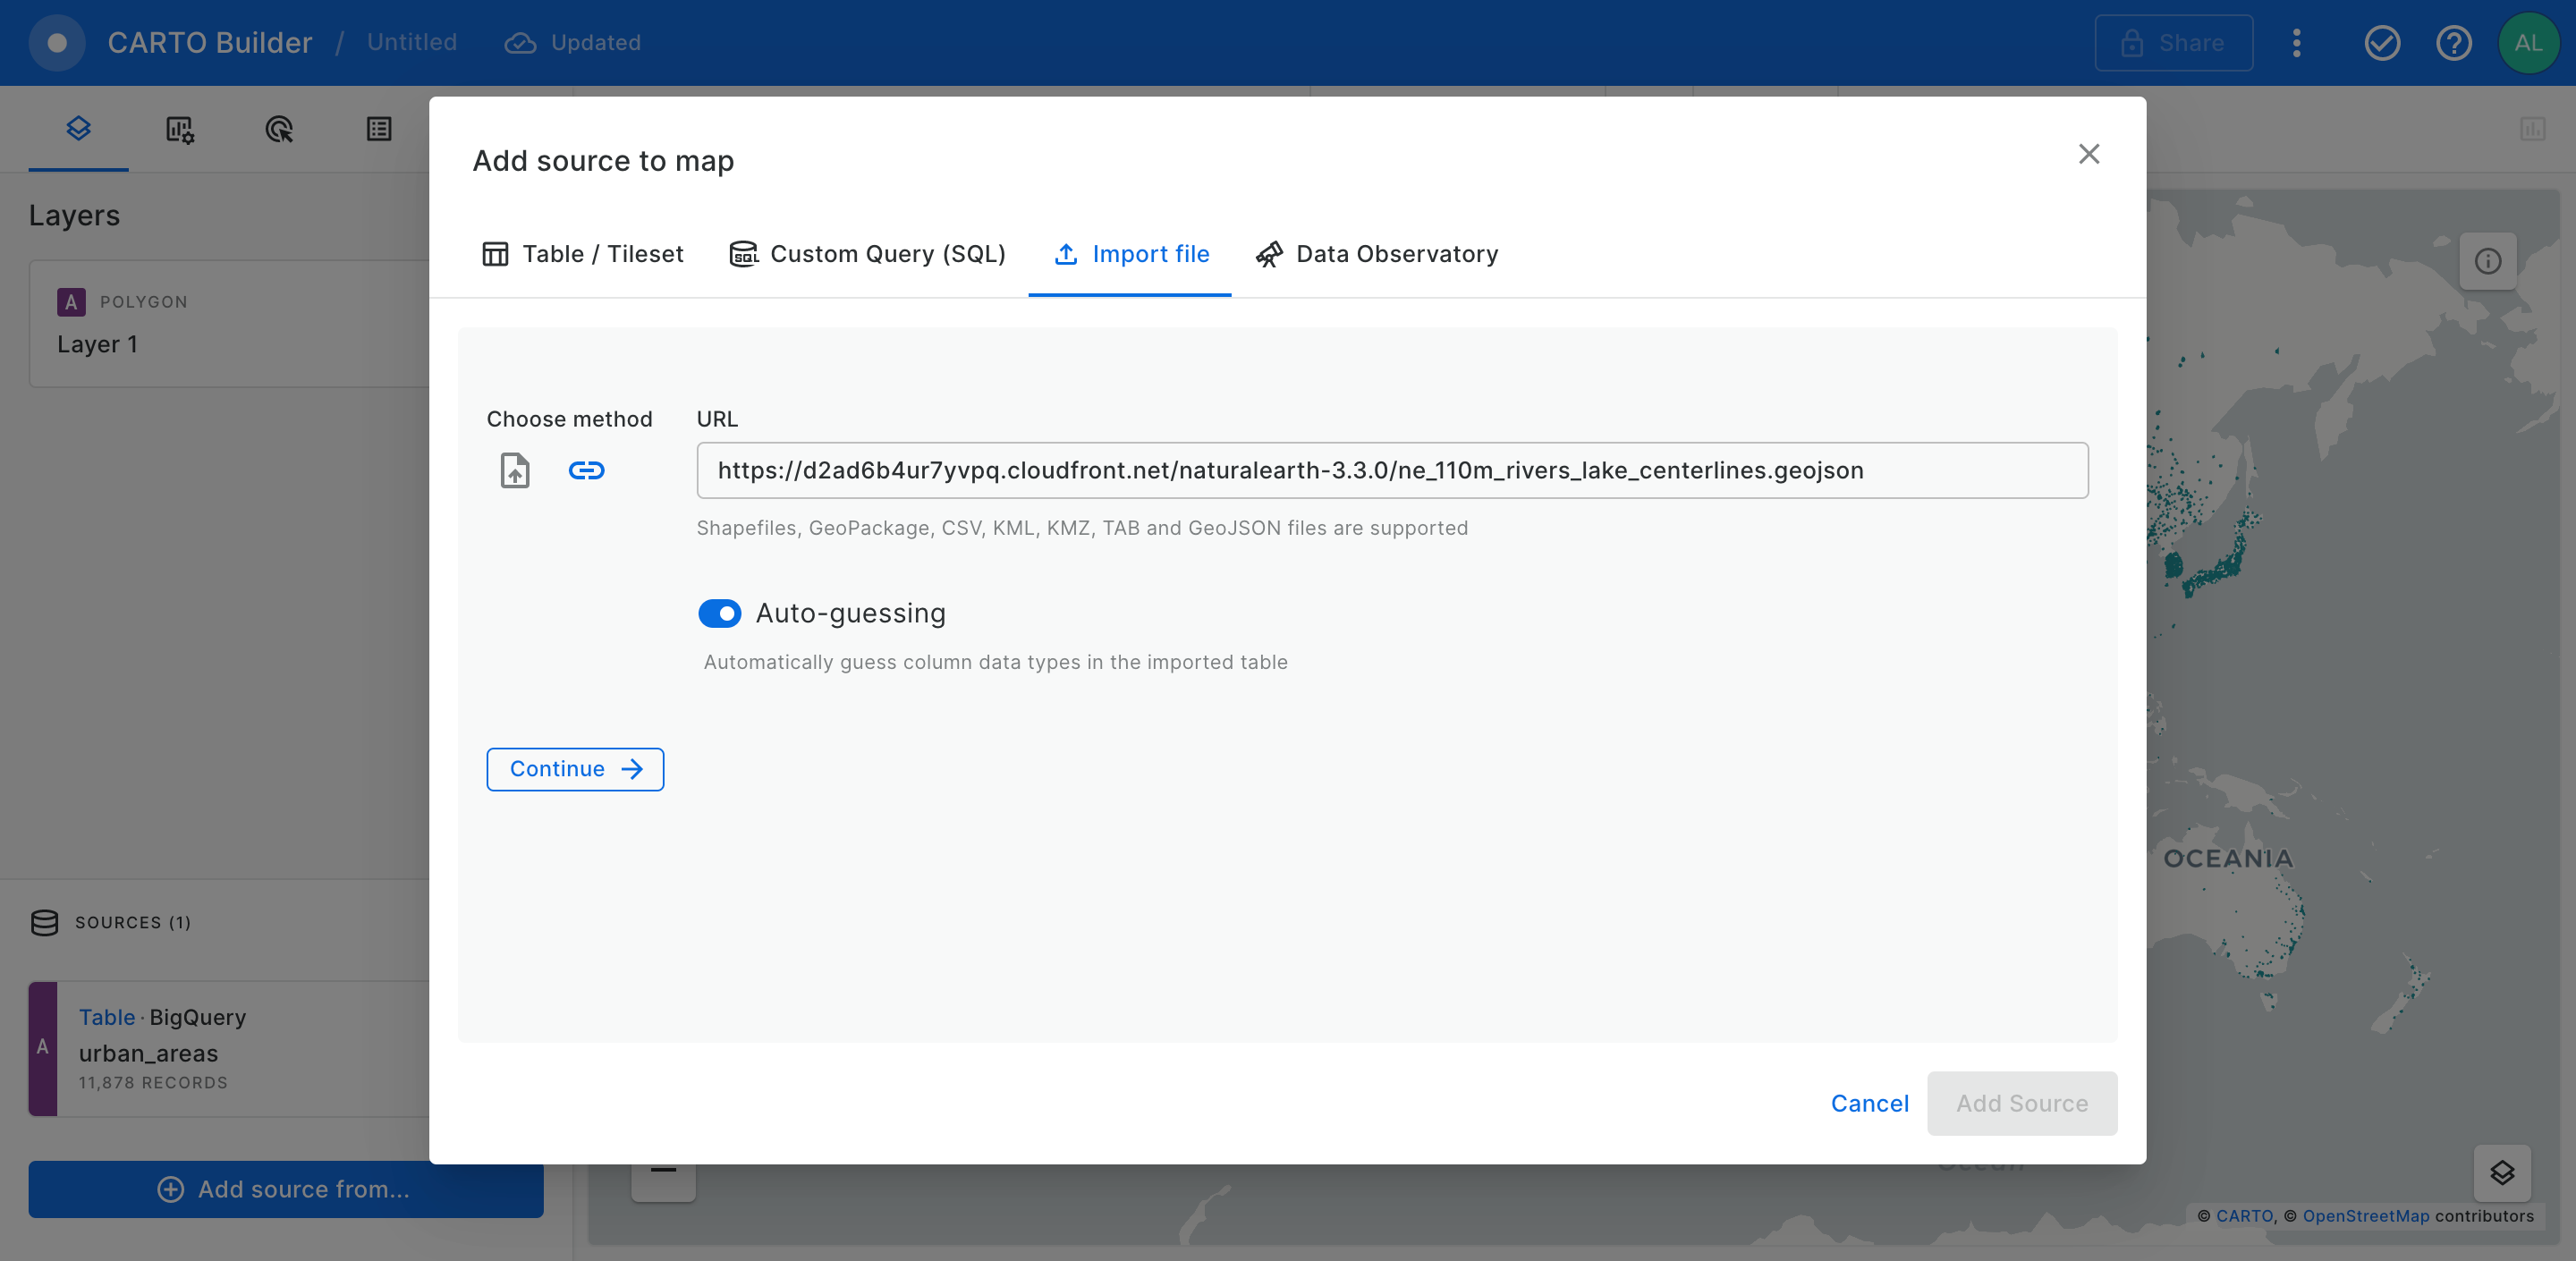 CARTO Builder / Untitled Updated Share AL
Add source to map
Table / Tileset Custom Query (SQL) Import file Data Observatory
Layers
A POLYGON
Layer 1
Choose method URL
https://d2ad6b4ur7yvpq.cloudfront.net/naturalearth-3.3.0/ne_110m_rivers_lake_centerlines.geojson
Shapefiles, GeoPackage, CSV, KML, KMZ, TAB and GeoJSON files are supported
Auto-guessing
Automatically guess column data types in the imported table
Continue
OCEANIA
SOURCES (1)
A
Table · BigQuery
urban_areas
11,878 RECORDS
Cancel Add Source
Ocean
Add source from...
© CARTO, © OpenStreetMap contributors